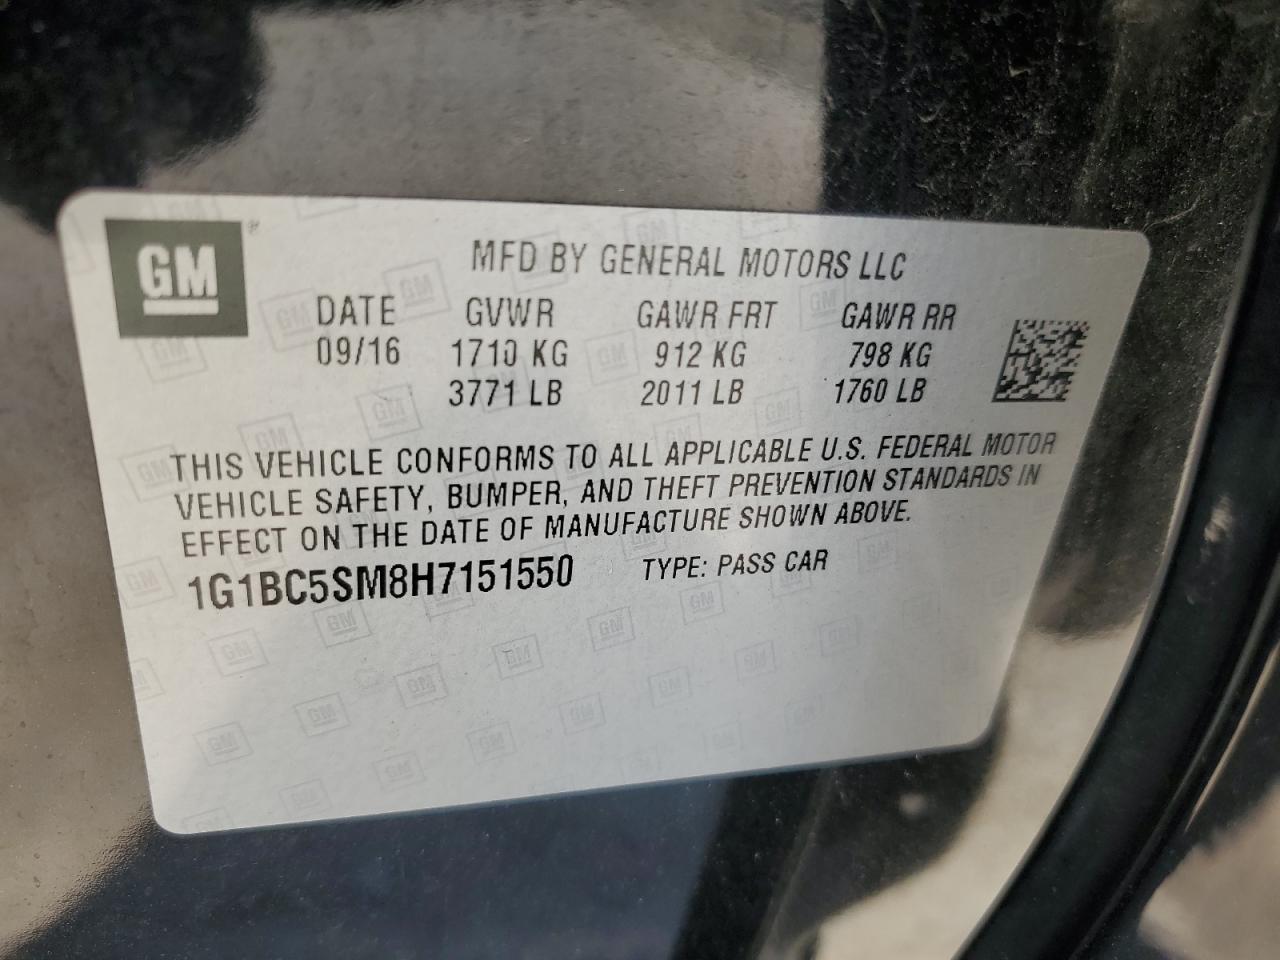 GM
MFD BY GENERAL MOTORS LLC
DATE GVWR GAWR FRT GAWR RR
09/16 1710 KG 912 KG 798 KG
3771 LB 2011 LB 1760 LB
THIS VEHICLE CONFORMS TO ALL APPLICABLE U.S. FEDERAL MOTOR
VEHICLE SAFETY, BUMPER, AND THEFT PREVENTION STANDARDS IN
EFFECT ON THE DATE OF MANUFACTURE SHOWN ABOVE.
1G1BC5SM8H7151550 TYPE: PASS CAR